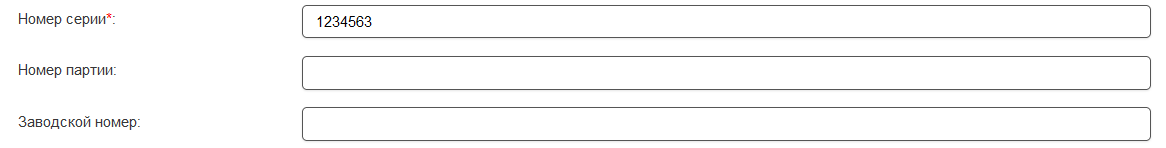 Номер серии*: 1234563
Номер партии:
Заводской номер: